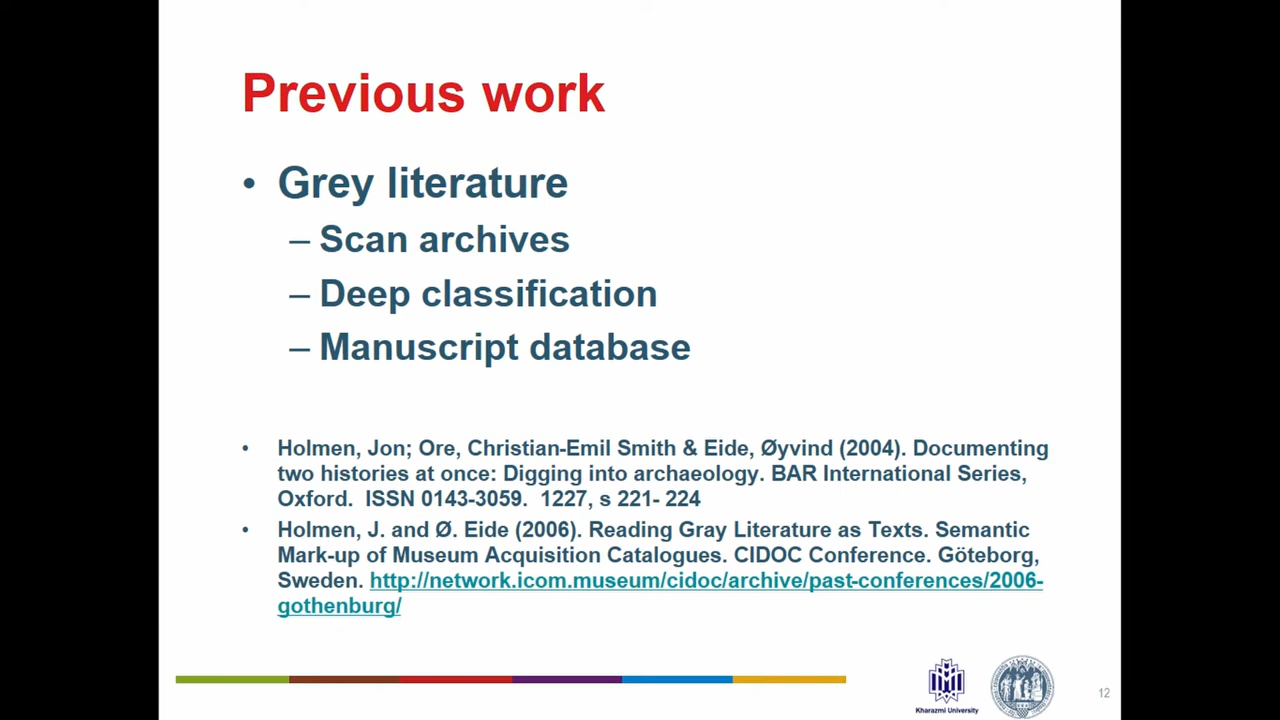 Previous work
• Grey literature
– Scan archives
– Deep classification
– Manuscript database
• Holmen, Jon; Ore, Christian-Emil Smith & Eide, Øyvind (2004). Documenting
two histories at once: Digging into archaeology. BAR International Series,
Oxford. ISSN 0143-3059. 1227, s 221- 224
• Holmen, J. and Ø. Eide (2006). Reading Gray Literature as Texts. Semantic
Mark-up of Museum Acquisition Catalogues. CIDOC Conference. Göteborg,
Sweden. http://network.icom.museum/cidoc/archive/past-conferences/2006-
gothenburg/
Kharazmi University
12